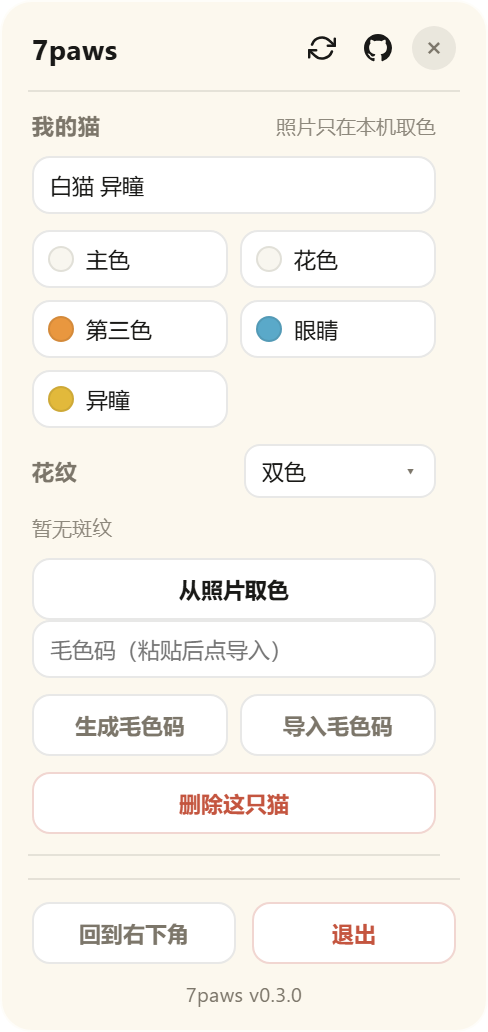 7paws
我的猫 照片只在本机取色
白猫 异瞳
主色 花色
第三色 眼睛
异瞳
花纹 双色
暂无斑纹
从照片取色
毛色码（粘贴后点导入）
生成毛色码 导入毛色码
删除这只猫
回到右下角 退出
7paws v0.3.0